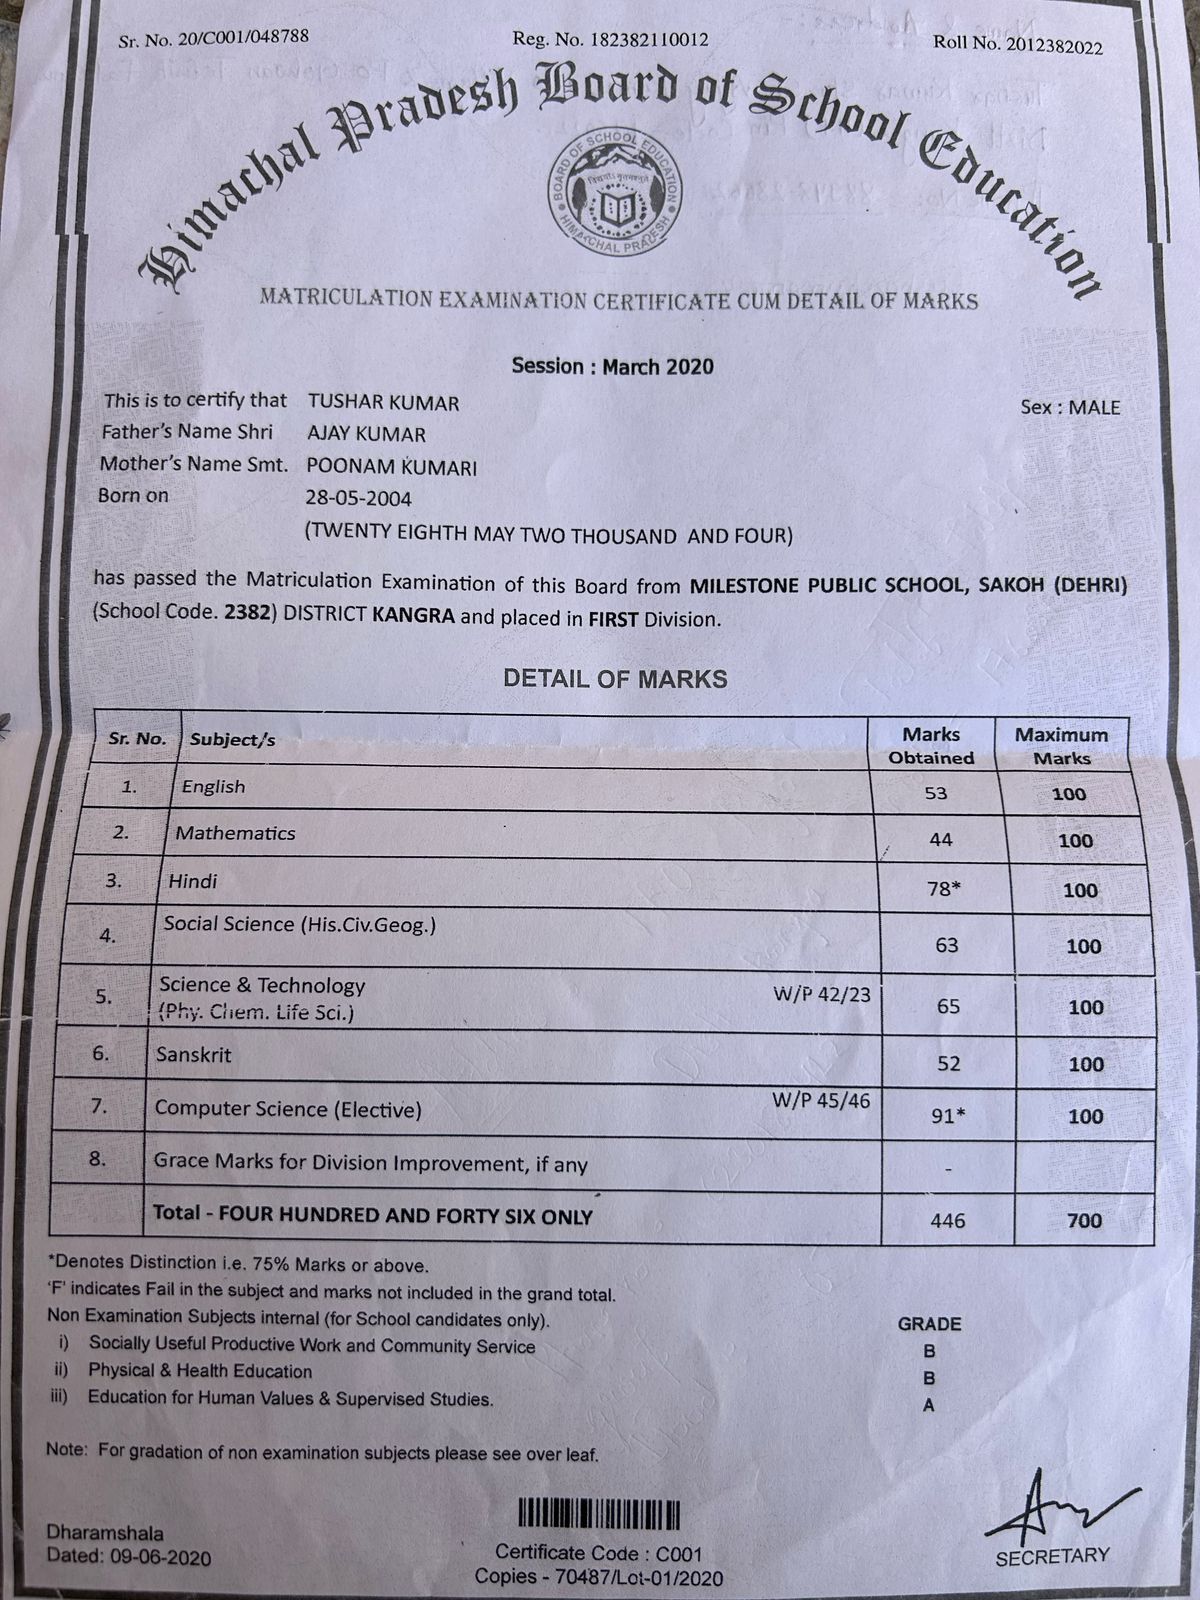 Sr. No. 20/C001/048788 Reg. No. 182382110012 Roll No. 2012382022
Himachal Pradesh Board of School Education
BOARD OF SCHOOL EDUCATION
HIMACHAL PRADESH
MATRICULATION EXAMINATION CERTIFICATE CUM DETAIL OF MARKS
Session : March 2020
This is to certify that TUSHAR KUMAR Sex : MALE
Father's Name Shri AJAY KUMAR
Mother's Name Smt. POONAM KUMARI
Born on 28-05-2004
(TWENTY EIGHTH MAY TWO THOUSAND AND FOUR)
has passed the Matriculation Examination of this Board from MILESTONE PUBLIC SCHOOL, SAKOH (DEHRI)
(School Code. 2382) DISTRICT KANGRA and placed in FIRST Division.
DETAIL OF MARKS
Sr. No. Subject/s Marks Obtained Maximum Marks
1. English 53 100
2. Mathematics 44 100
3. Hindi 78* 100
4. Social Science (His.Civ.Geog.) 63 100
5. Science & Technology W/P 42/23 65 100
(Phy. Chem. Life Sci.)
6. Sanskrit 52 100
7. Computer Science (Elective) W/P 45/46 91* 100
8. Grace Marks for Division Improvement, if any -
Total - FOUR HUNDRED AND FORTY SIX ONLY 446 700
*Denotes Distinction i.e. 75% Marks or above.
'F' indicates Fail in the subject and marks not included in the grand total.
Non Examination Subjects internal (for School candidates only). GRADE
i) Socially Useful Productive Work and Community Service B
ii) Physical & Health Education B
iii) Education for Human Values & Supervised Studies. A
Note: For gradation of non examination subjects please see over leaf.
Dharamshala
Dated: 09-06-2020
Certificate Code : C001
Copies - 70487/Lot-01/2020
SECRETARY